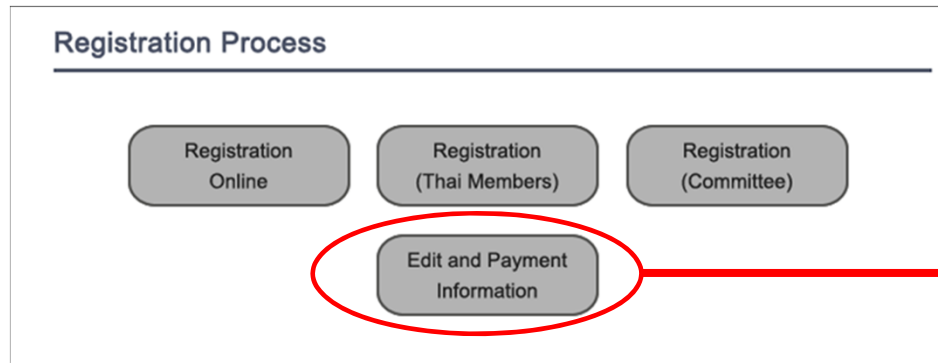 Registration Process
Registration
Online
Registration
(Thai Members)
Registration
(Committee)
Edit and Payment
Information